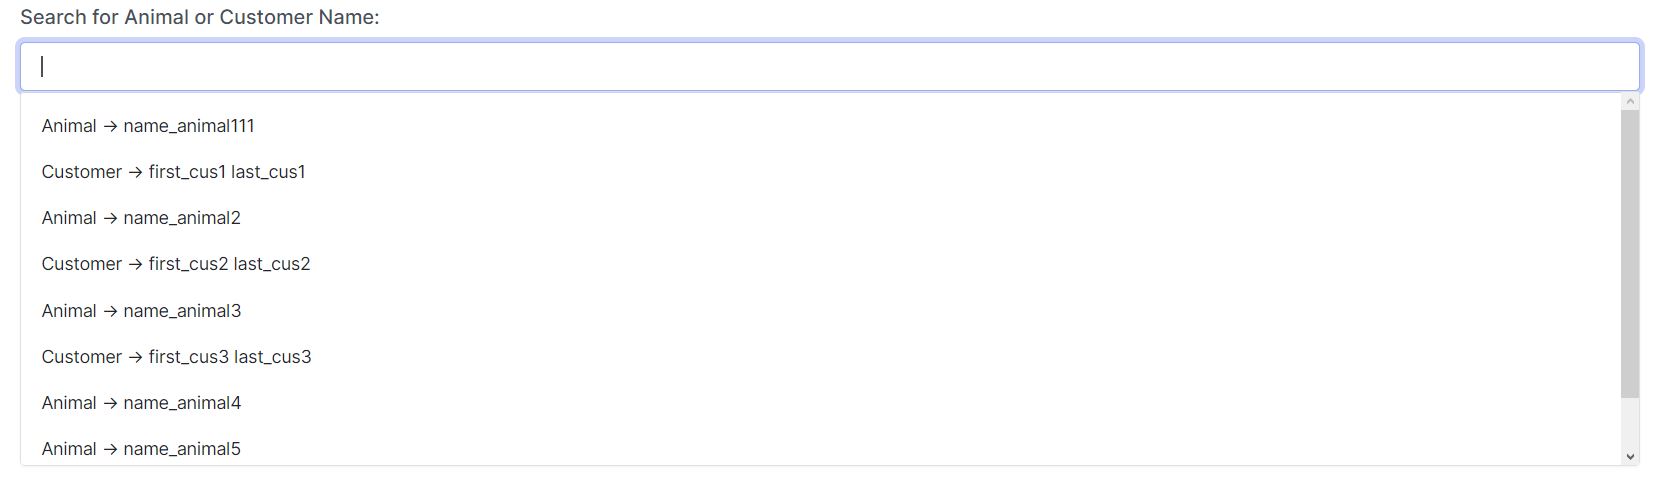 Search for Animal or Customer Name:
Animal → name_animal111
Customer → first_cus1 last_cus1
Animal → name_animal2
Customer → first_cus2 last_cus2
Animal → name_animal3
Customer → first_cus3 last_cus3
Animal → name_animal4
Animal → name_animal5